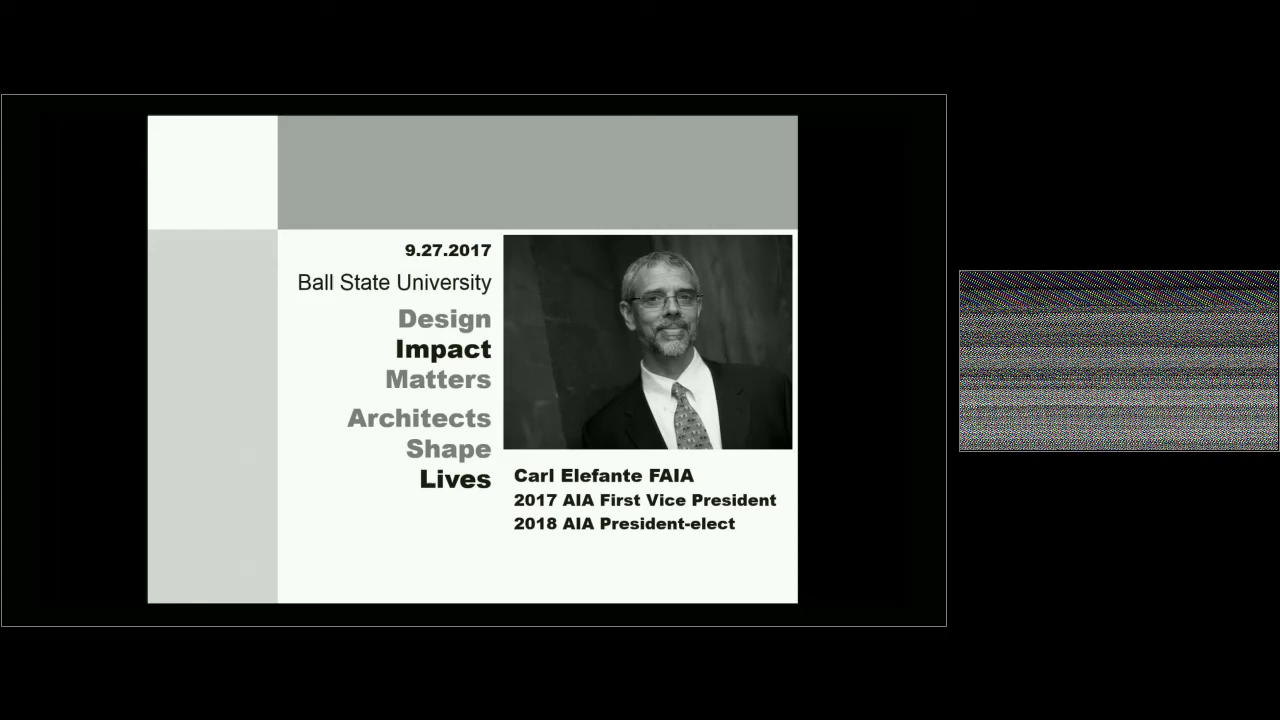 9.27.2017
Ball State University
Design
Impact
Matters
Architects
Shape
Lives
Carl Elefante FAIA
2017 AIA First Vice President
2018 AIA President-elect